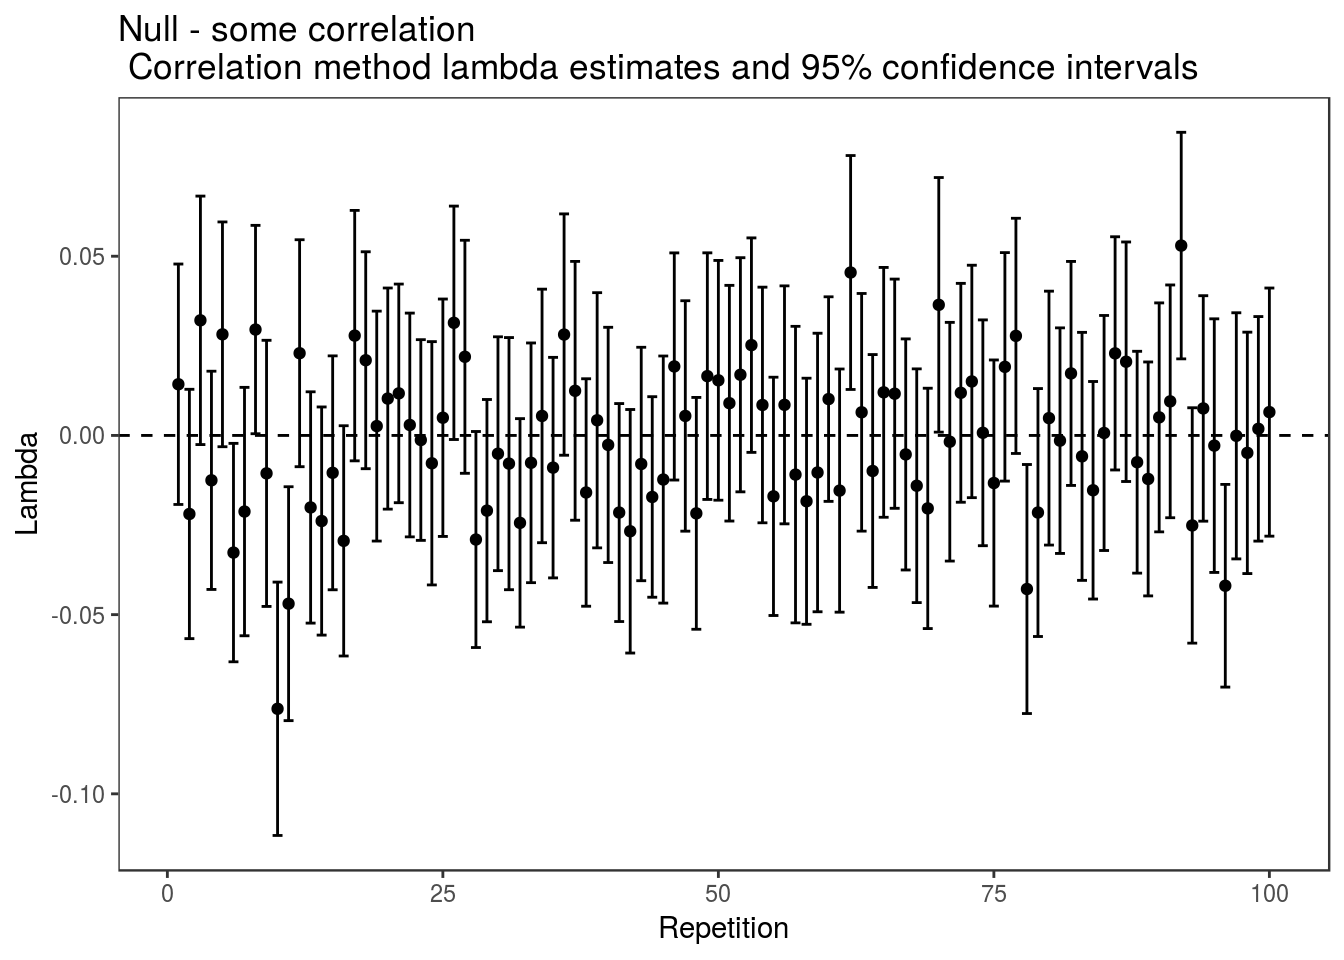 Null - some correlation
Correlation method lambda estimates and 95% confidence intervals
0.05
0.00
-0.05
-0.10
Lambda
0 25 50 75 100
Repetition